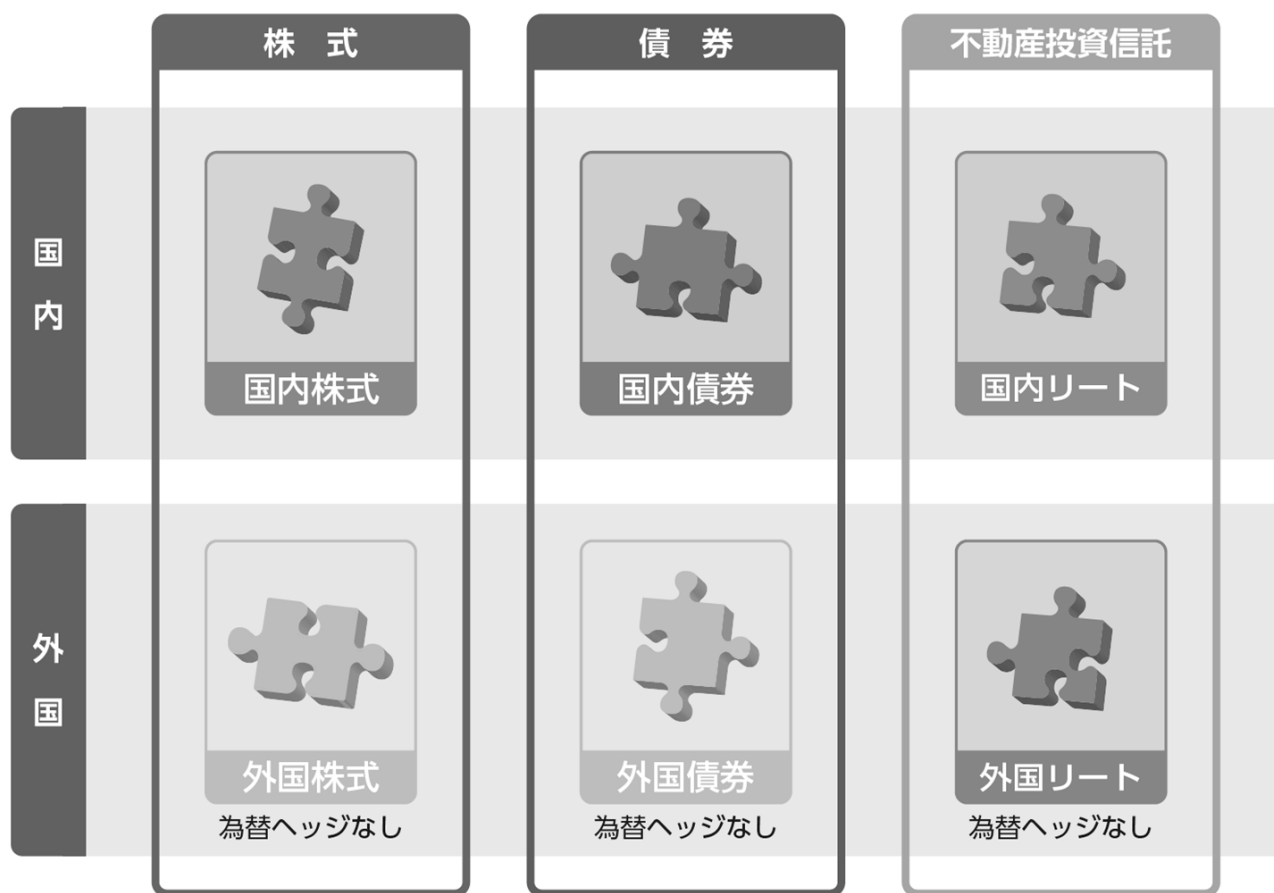 株 式
債 券
不動産投資信託
国内
国内株式
国内債券
国内リート
外国
外国株式
為替ヘッジなし
外国債券
為替ヘッジなし
外国リート
為替ヘッジなし